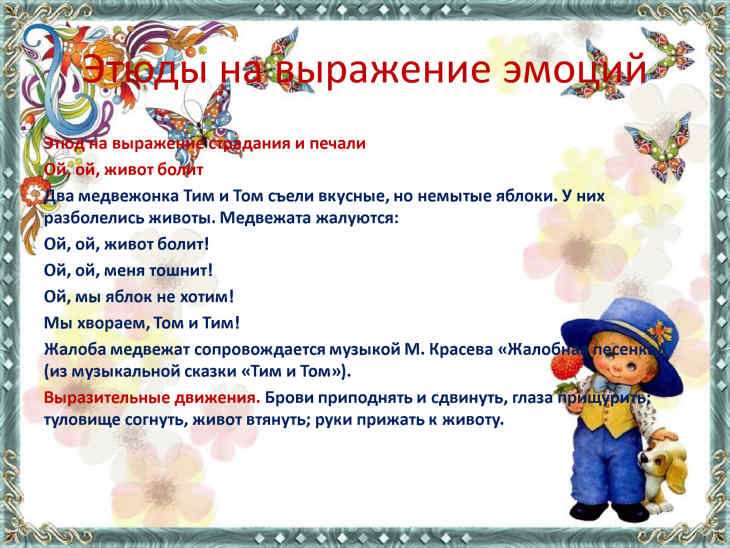 Этюды на выражение эмоций
Этюд на выражение страдания и печали
Ой, ой, живот болит
Два медвежонка Тим и Том съели вкусные, но немытые яблоки. У них
разболелись животы. Медвежата жалуются:
Ой, ой, живот болит!
Ой, ой, меня тошнит!
Ой, мы яблок не хотим!
Мы хвораем, Том и Тим!
Жалоба медвежат сопровождается музыкой М. Красева «Жалобная песенка»
(из музыкальной сказки «Тим и Том»).
Выразительные движения. Брови приподнять и сдвинуть, глаза прищурить;
туловище согнуть, живот втянуть; руки прижать к животу.